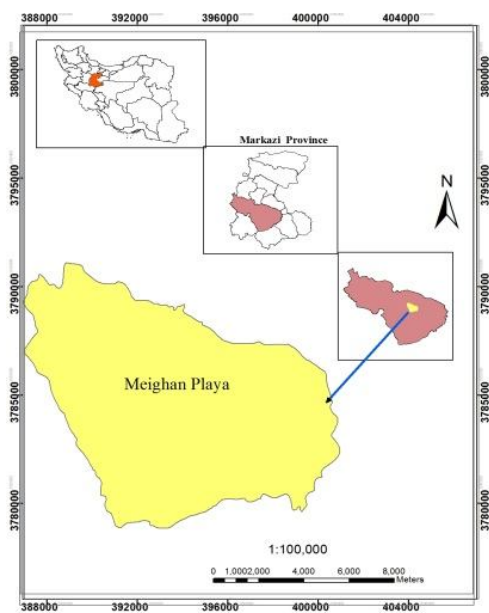 388000 392000 396000 400000 404000
3800000 3800000
Markazi Province
3795000 3795000
N
3790000 3790000
Meighan Playa
3785000 3785000
3780000 3780000
1:100,000
0 1,0002,000 4,000 6,000 8,000
Meters
388000 392000 396000 400000 404000